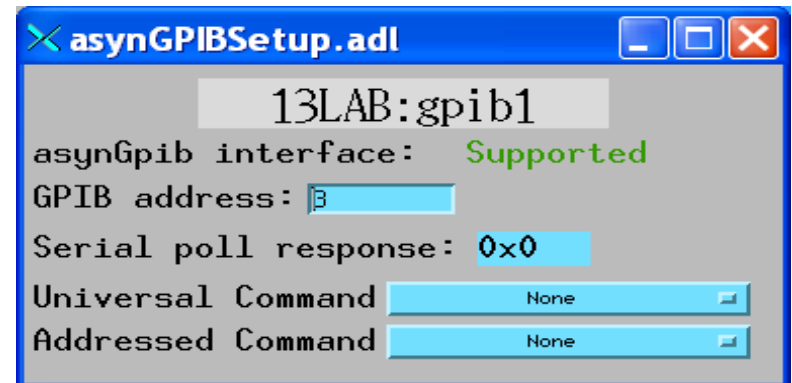 asynGPIBSetup.adl
13LAB:gpib1
asynGpib interface: Supported
GPIB address: 3
Serial poll response: 0x0
Universal Command None
Addressed Command None